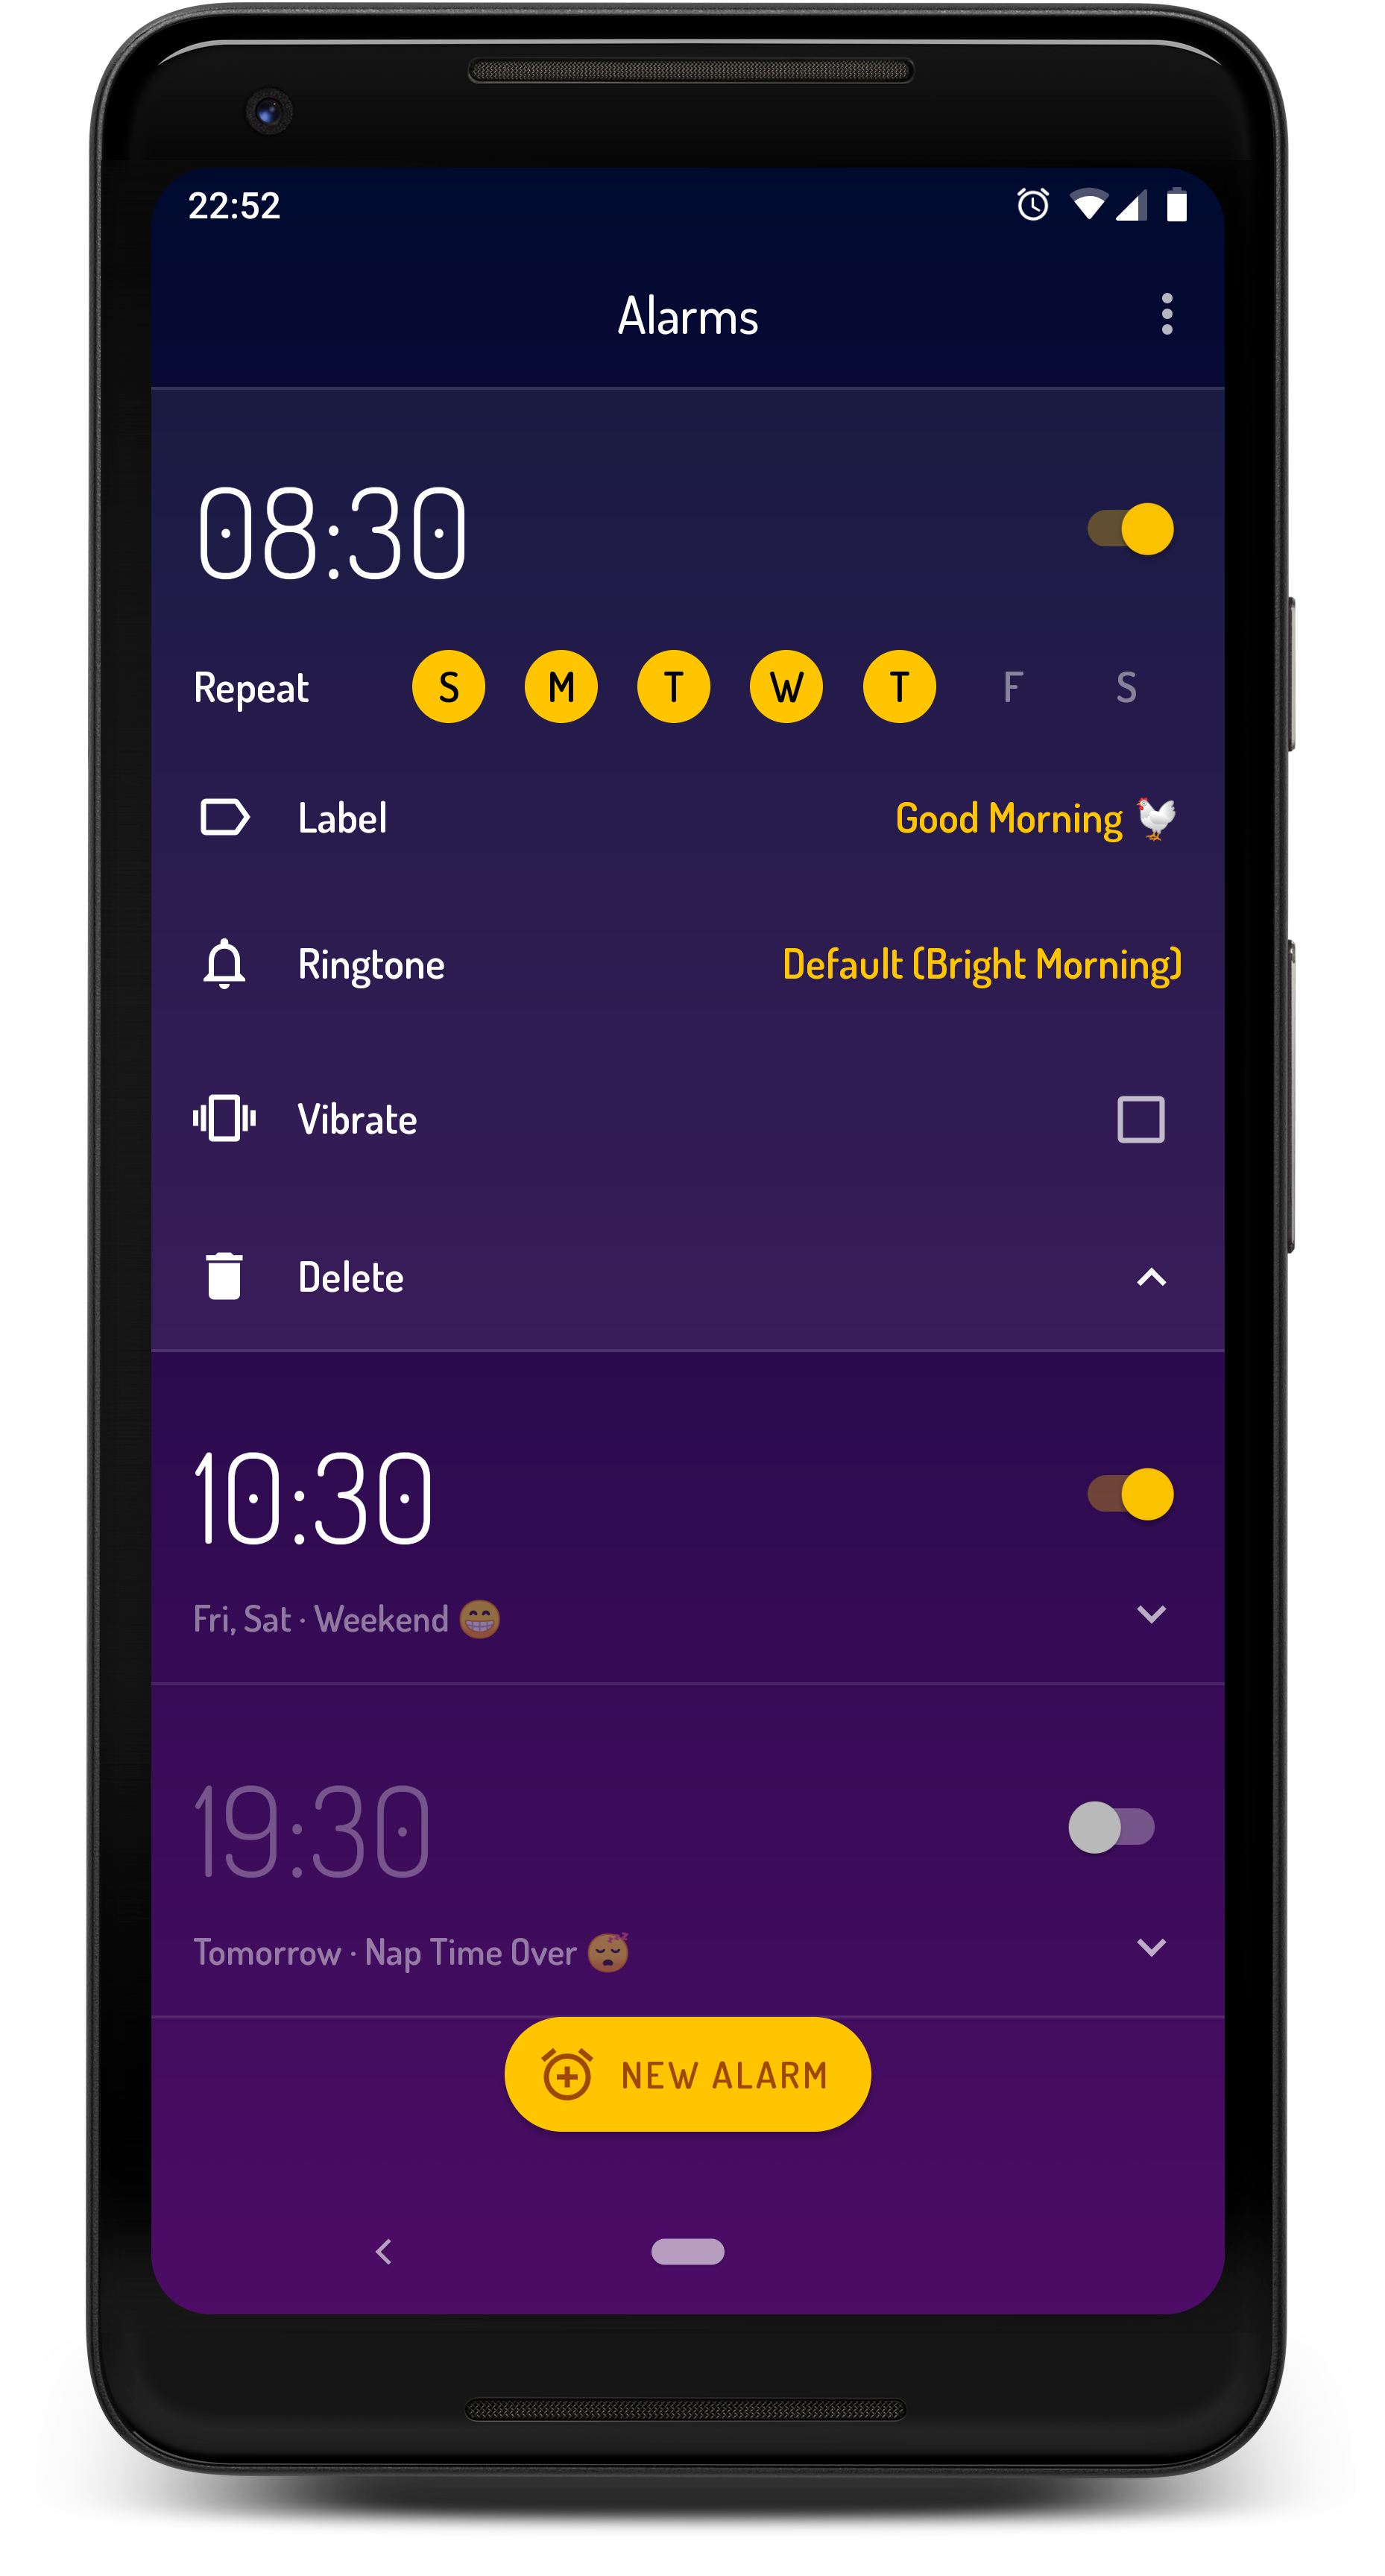 22:52
Alarms
08:30
Repeat S M T W T F S
Label Good Morning 🐓
Ringtone Default (Bright Morning)
Vibrate
Delete
10:30
Fri, Sat · Weekend 😁
19:30
Tomorrow · Nap Time Over 😴
NEW ALARM